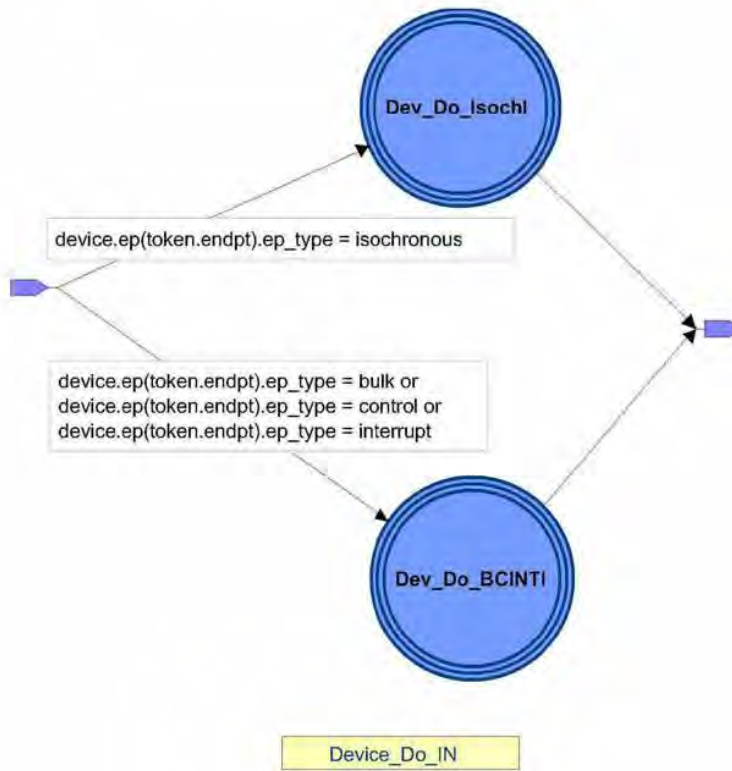 Dev_Do_IsochI
device.ep(token.endpt).ep_type = isochronous
device.ep(token.endpt).ep_type = bulk or
device.ep(token.endpt).ep_type = control or
device.ep(token.endpt).ep_type = interrupt
Dev_Do_BCINTI
Device_Do_IN